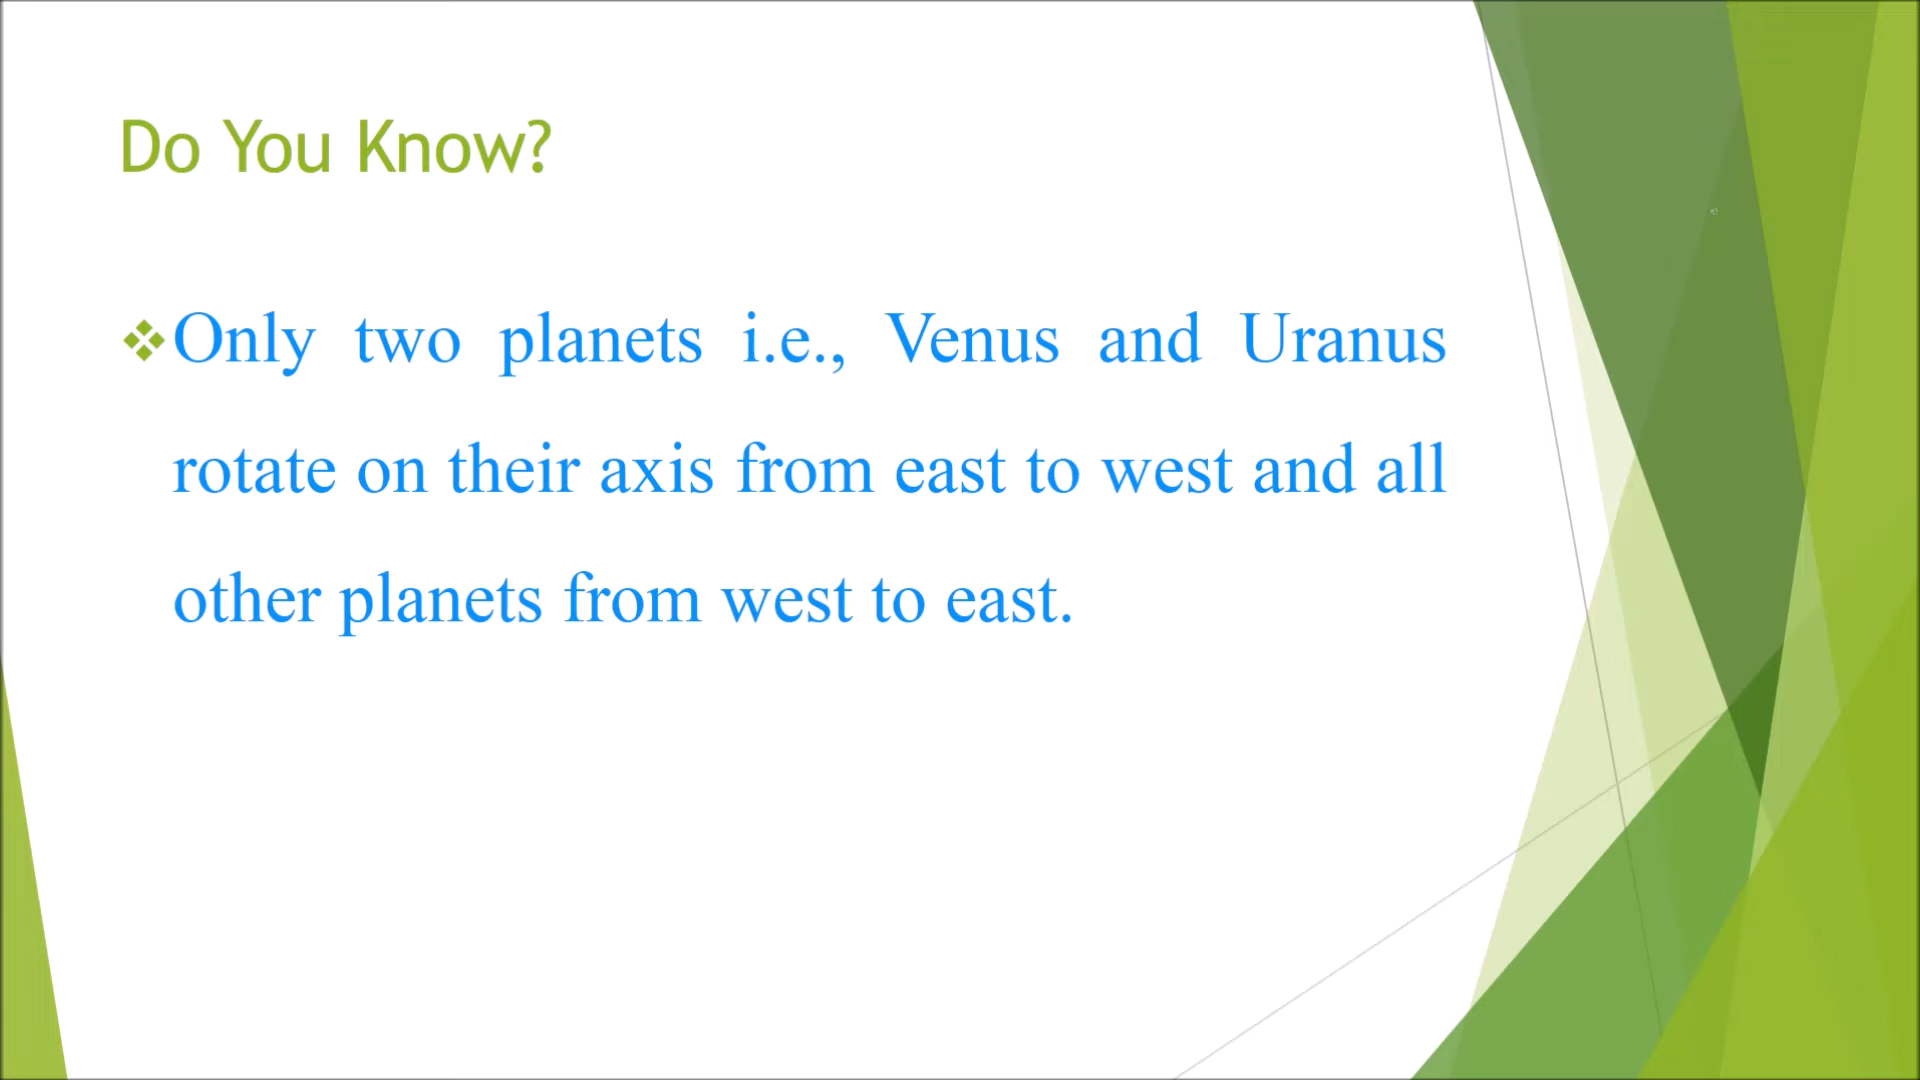 Do You Know?
Only two planets i.e., Venus and Uranus
rotate on their axis from east to west and all
other planets from west to east.